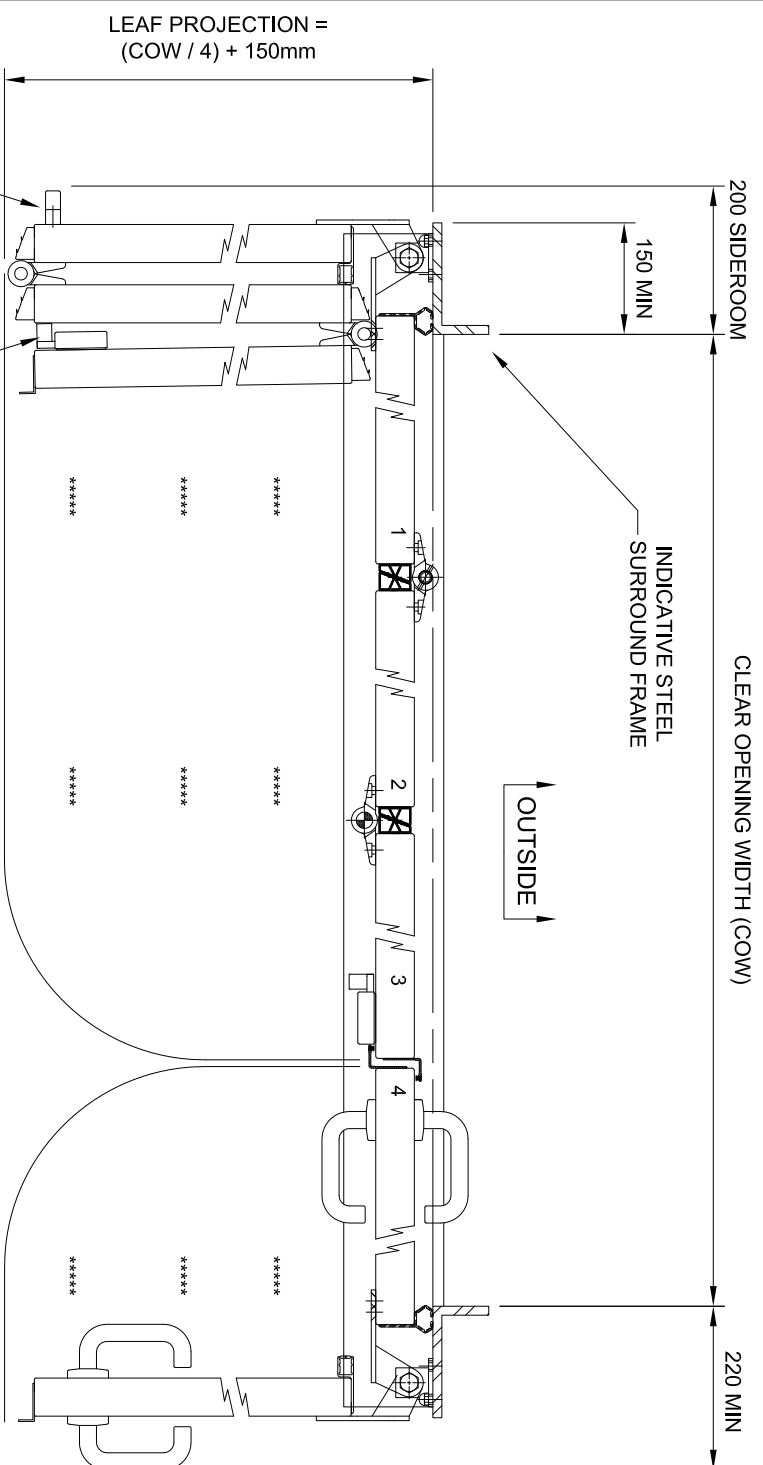 LEAF PROJECTION =
(COW / 4) + 150mm
200 SIDEROOM
150 MIN
INDICATIVE STEEL
SURROUND FRAME
CLEAR OPENING WIDTH (COW)
OUTSIDE
220 MIN
1
2
3
4
*****
*****
*****
*****
*****
*****
*****
*****
*****